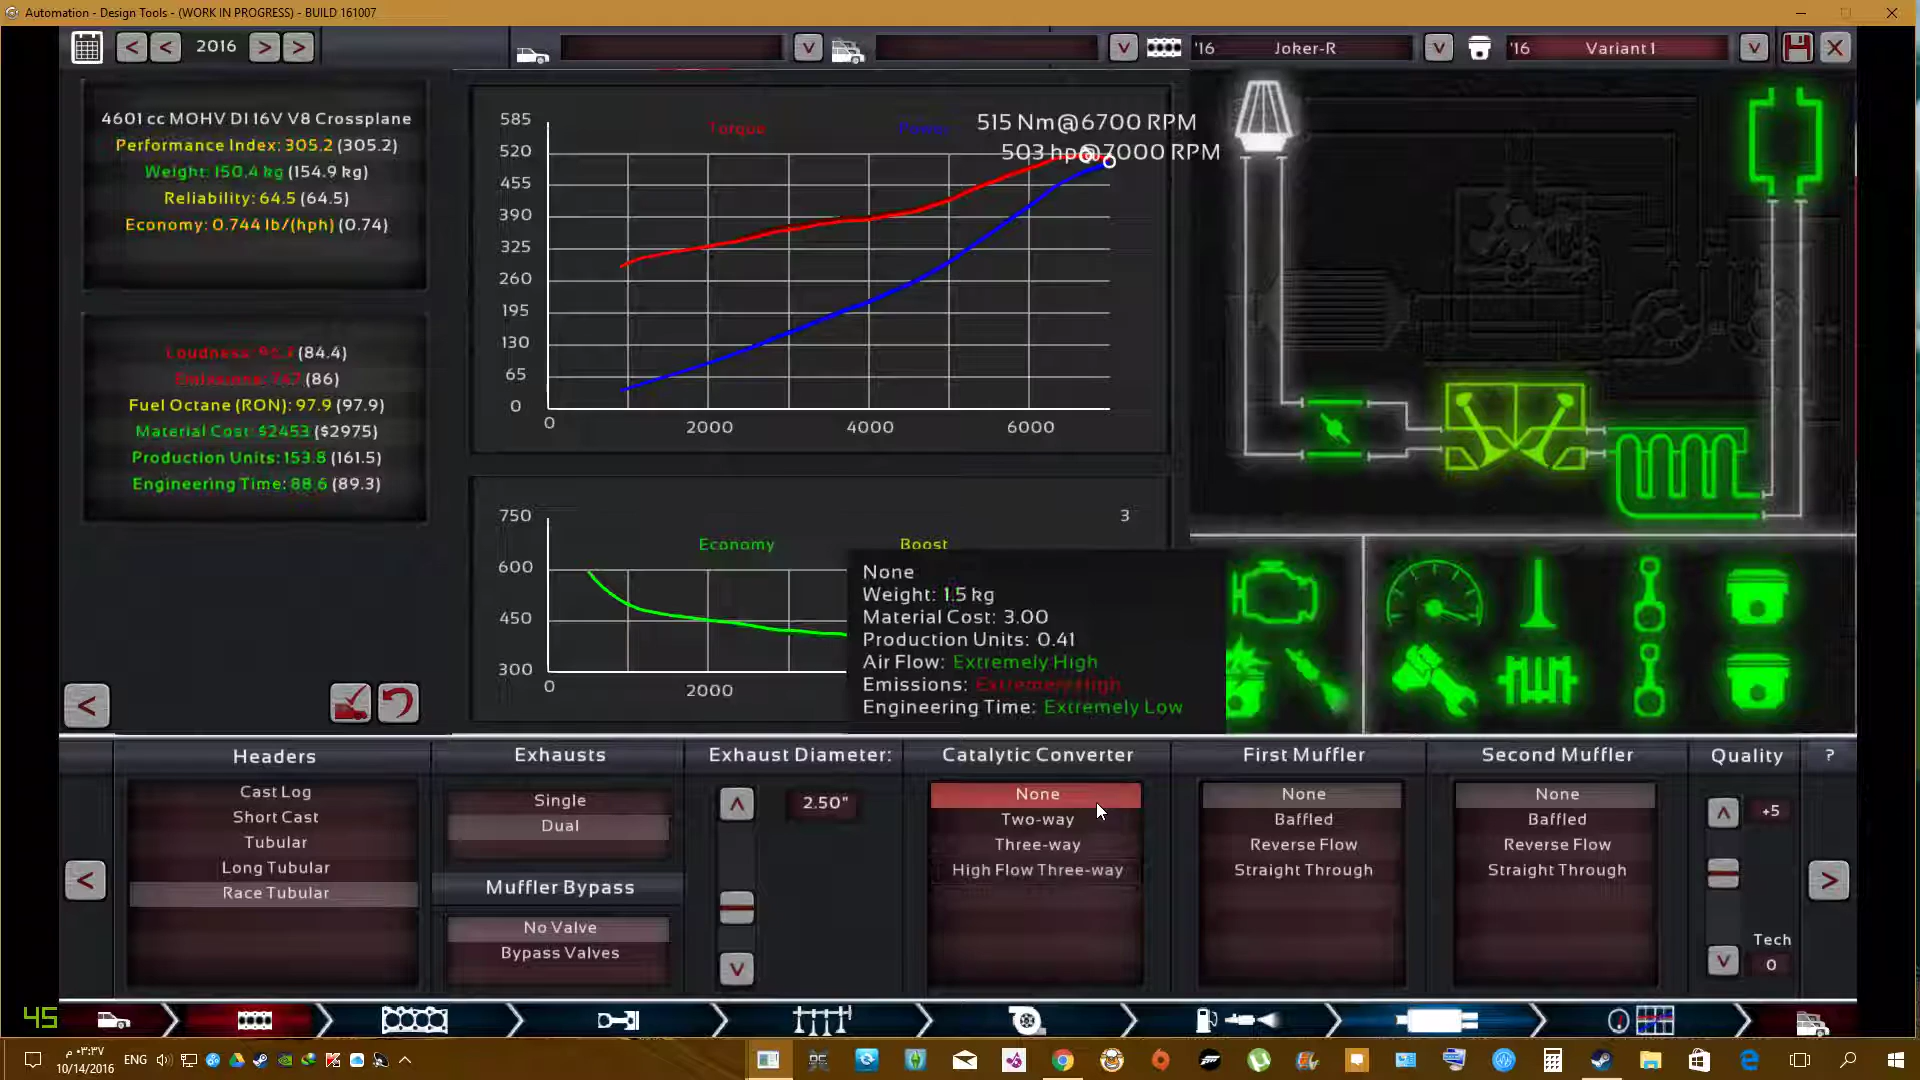 Automation - Design Tools - (WORK IN PROGRESS) - BUILD 161007
2016
'16 Joker-R
'16 Variant 1
4601 cc MOHV DI 16V V8 Crossplane
Performance Index: 305.2 (305.2)
Weight: 150.4 kg (154.9 kg)
Reliability: 64.5 (64.5)
Economy: 0.744 lb/(hph) (0.74)
Loudness: (84.4)
Emissions: 747 (86)
Fuel Octane (RON): 97.9 (97.9)
Material Cost: $2453 ($2975)
Production Units: 153.8 (161.5)
Engineering Time: 88.6 (89.3)
Torque
Power
515 Nm@6700 RPM
503 hp@7000 RPM
585
520
455
390
325
260
195
130
65
0
0 2000 4000 6000
750
600
450
300
0 2000
3
Economy
Boost
None
Weight: 1.5 kg
Material Cost: 3.00
Production Units: 0.41
Air Flow: Extremely High
Emissions: Extremely High
Engineering Time: Extremely Low
Headers
Cast Log
Short Cast
Tubular
Long Tubular
Race Tubular
Exhausts
Single
Dual
Muffler Bypass
No Valve
Bypass Valves
Exhaust Diameter:
2.50"
Catalytic Converter
None
Two-way
Three-way
High Flow Three-way
First Muffler
None
Baffled
Reverse Flow
Straight Through
Second Muffler
None
Baffled
Reverse Flow
Straight Through
Quality
+5
Tech
0
?
45
٠٣:٣٧ م
10/14/2016
ENG